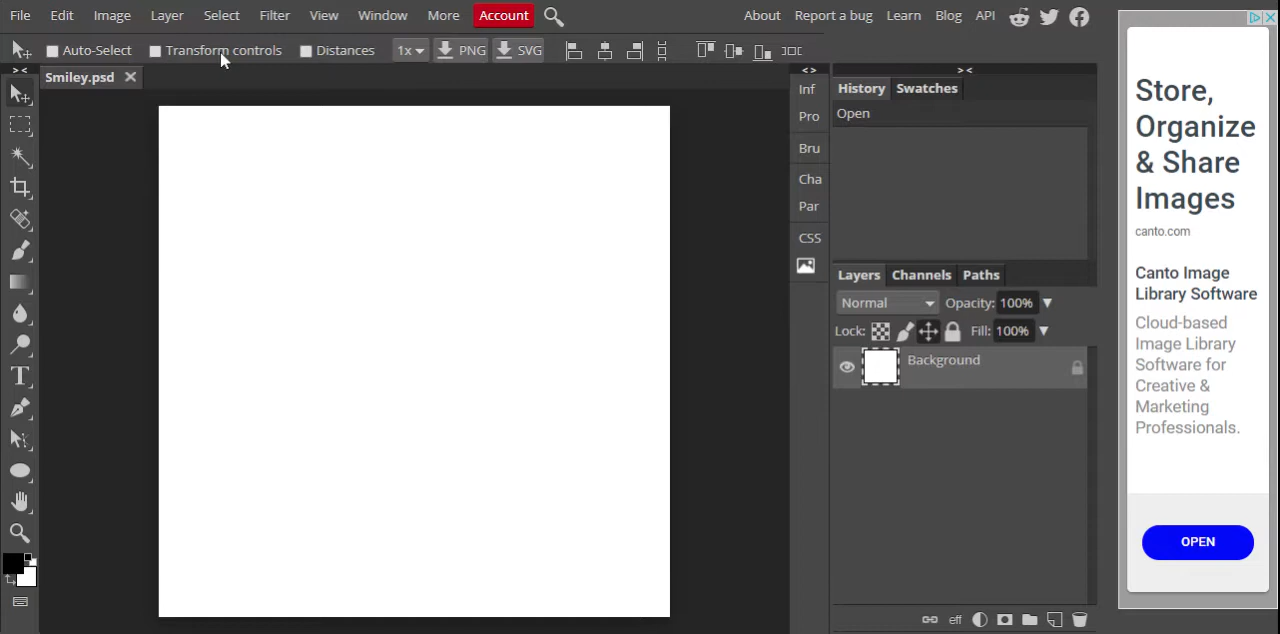 File Edit Image Layer Select Filter View Window More Account About Report a bug Learn Blog API
Auto-Select Transform controls Distances 1x PNG SVG
> < Smiley.psd < > > <
Inf
Pro
Bru
Cha
Par
CSS
History Swatches
Open
Layers Channels Paths
Normal Opacity: 100%
Lock: Fill: 100%
Background
eff
Store,
Organize
& Share
Images
canto.com
Canto Image
Library Software
Cloud-based
Image Library
Software for
Creative &
Marketing
Professionals.
OPEN